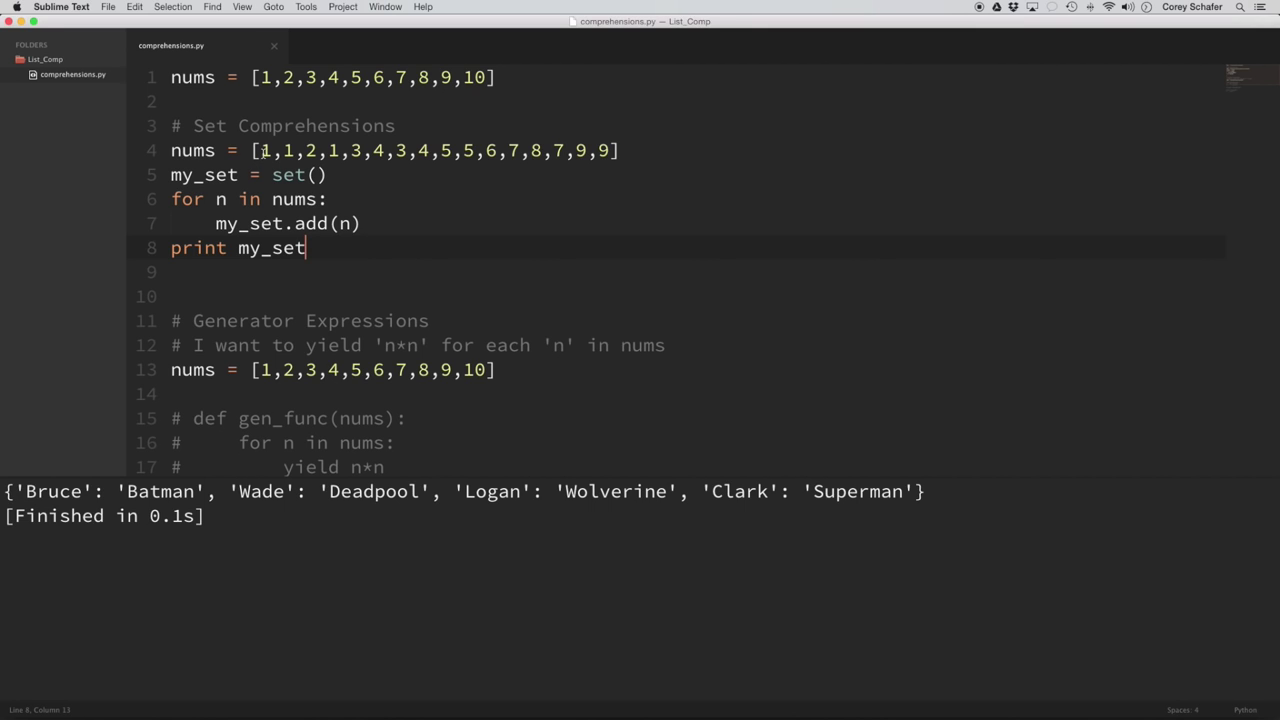 Sublime Text File Edit Selection Find View Goto Tools Project Window Help Corey Schafer
comprehensions.py — List_Comp
FOLDERS
List_Comp
comprehensions.py
comprehensions.py
1 nums = [1,2,3,4,5,6,7,8,9,10]
2
3 # Set Comprehensions
4 nums = [1,1,2,1,3,4,3,4,5,5,6,7,8,7,9,9]
5 my_set = set()
6 for n in nums:
7 my_set.add(n)
8 print my_set
9
10
11 # Generator Expressions
12 # I want to yield 'n*n' for each 'n' in nums
13 nums = [1,2,3,4,5,6,7,8,9,10]
14
15 # def gen_func(nums):
16 # for n in nums:
17 # yield n*n
{'Bruce': 'Batman', 'Wade': 'Deadpool', 'Logan': 'Wolverine', 'Clark': 'Superman'}
[Finished in 0.1s]
Line 8, Column 13 Spaces: 4 Python